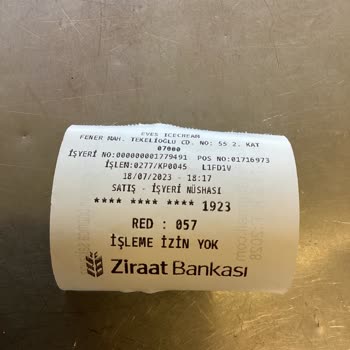 EVES ICECREAM
FENER MAH. TEKELİOĞLU CD. NO: 55 2. KAT
07000
İŞYERİ NO:000000001779491 POS NO:01716973
İŞLEM:0277/KP0045 L1FD1V
18/07/2023 - 18:17
SATIŞ - İŞYERİ NÜSHASI
**** **** **** 1923
RED : 057
İŞLEME İZİN YOK
Ziraat Bankası